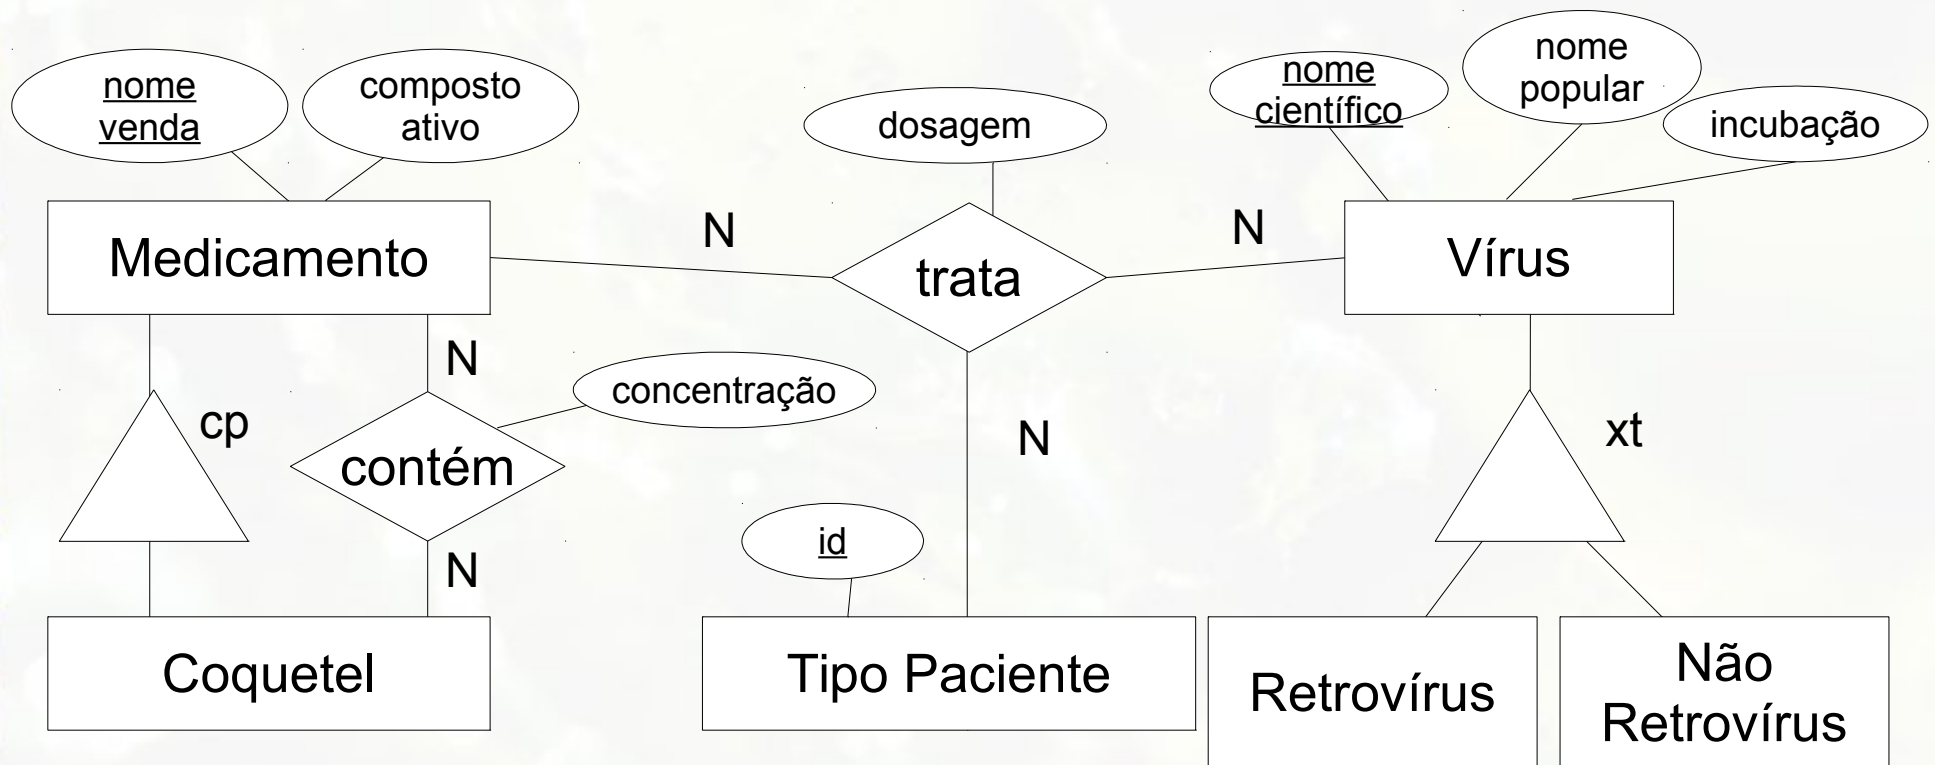 nome
venda
composto
ativo
dosagem
nome
científico
nome
popular
incubação
Medicamento
N
trata
N
Vírus
N
cp
concentração
contém
N
xt
N
id
Coquetel
Tipo Paciente
Retrovírus
Não
Retrovírus